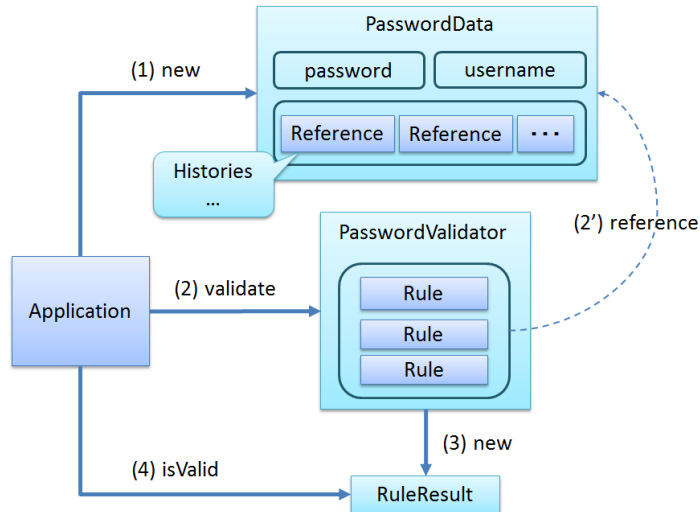 PasswordData
(1) new
password
username
Reference
Reference
...
Histories
...
PasswordValidator
(2') reference
Application
(2) validate
Rule
Rule
Rule
(3) new
(4) isValid
RuleResult